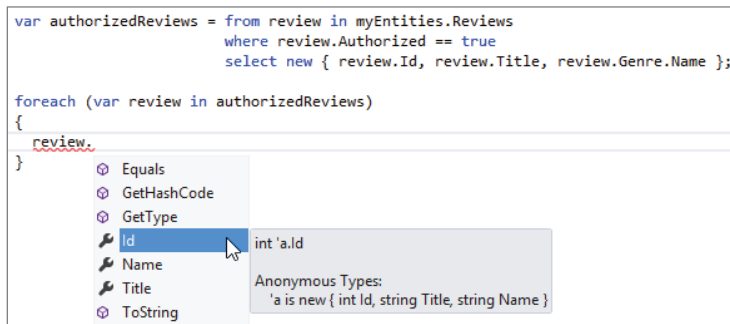 var authorizedReviews = from review in myEntities.Reviews
where review.Authorized == true
select new { review.Id, review.Title, review.Genre.Name };
foreach (var review in authorizedReviews)
{
review.
}
Equals
GetHashCode
GetType
Id
int 'a.Id
Name
Title
Anonymous Types:
'a is new { int Id, string Title, string Name }
ToString